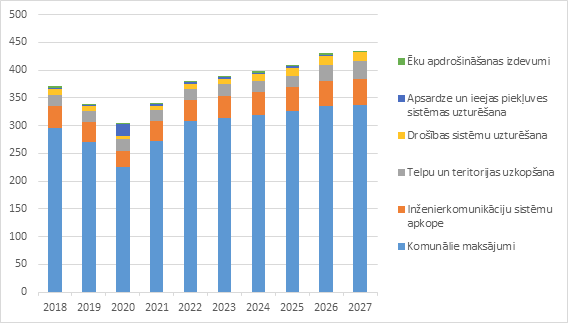 500
450
400
350
300
250
200
150
100
50
0
2018 2019 2020 2021 2022 2023 2024 2025 2026 2027
Ēku apdrošināšanas izdevumi
Apsardze un ieejas piekļuves
sistēmas uzturēšana
Drošības sistēmu uzturēšana
Telpu un teritorijas uzkopšana
Inženierkomunikāciju sistēmu
apkope
Komunālie maksājumi